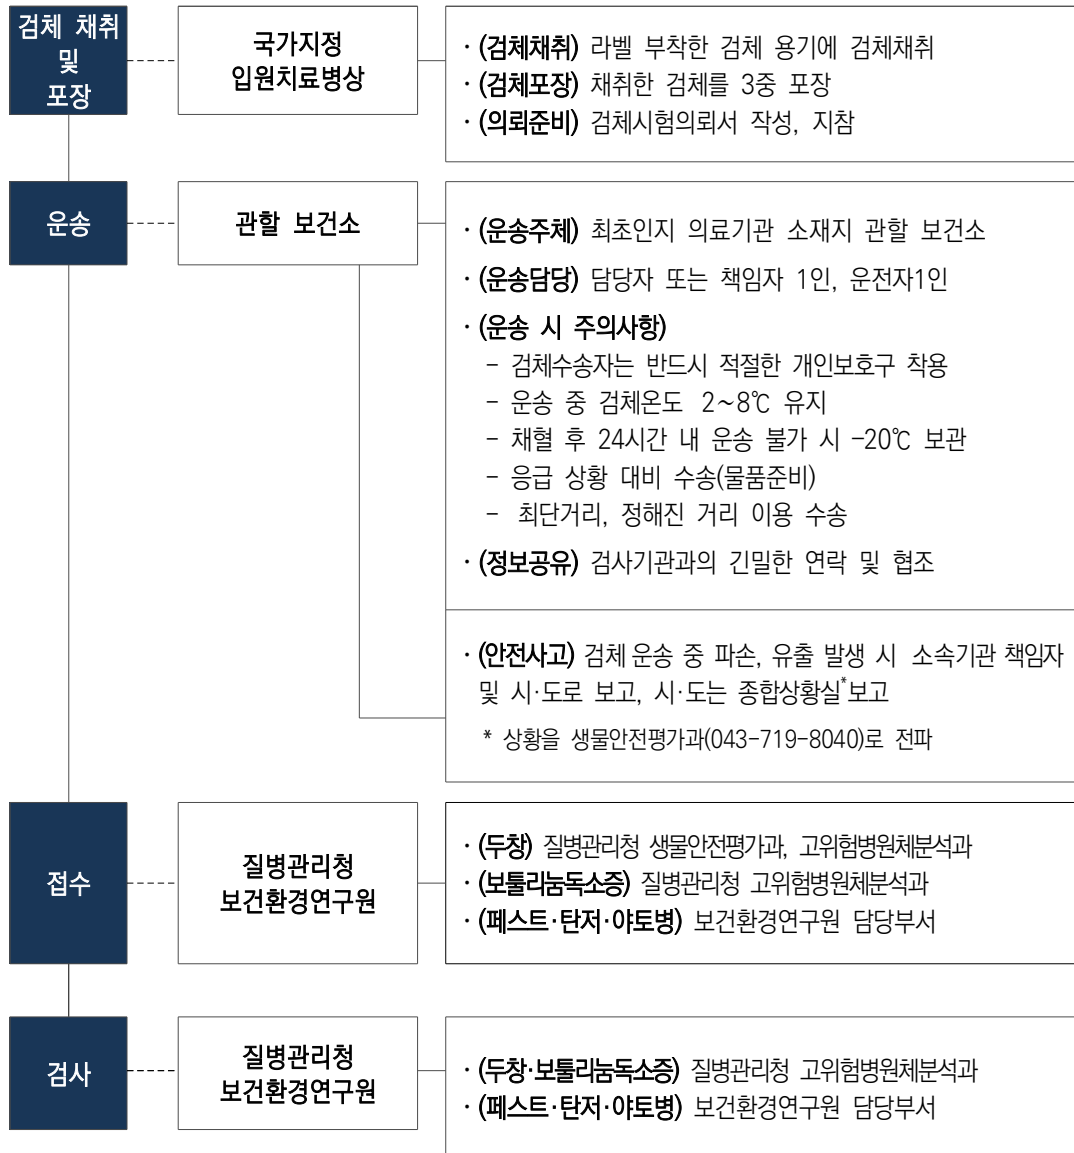 검체 채취
및
포장
국가지정
입원치료병상
· (검체채취) 라벨 부착한 검체 용기에 검체채취
· (검체포장) 채취한 검체를 3중 포장
· (의뢰준비) 검체시험의뢰서 작성, 지참
운송
관할 보건소
· (운송주체) 최초인지 의료기관 소재지 관할 보건소
· (운송담당) 담당자 또는 책임자 1인, 운전자1인
· (운송 시 주의사항)
- 검체수송자는 반드시 적절한 개인보호구 착용
- 운송 중 검체온도 2~8℃ 유지
- 채혈 후 24시간 내 운송 불가 시 -20℃ 보관
- 응급 상황 대비 수송(물품준비)
- 최단거리, 정해진 거리 이용 수송
· (정보공유) 검사기관과의 긴밀한 연락 및 협조
· (안전사고) 검체 운송 중 파손, 유출 발생 시 소속기관 책임자
및 시·도로 보고, 시·도는 종합상황실*보고
* 상황을 생물안전평가과(043-719-8040)로 전파
접수
질병관리청
보건환경연구원
· (두창) 질병관리청 생물안전평가과, 고위험병원체분석과
· (보툴리눔독소증) 질병관리청 고위험병원체분석과
· (페스트·탄저·야토병) 보건환경연구원 담당부서
검사
질병관리청
보건환경연구원
· (두창·보툴리눔독소증) 질병관리청 고위험병원체분석과
· (페스트·탄저·야토병) 보건환경연구원 담당부서